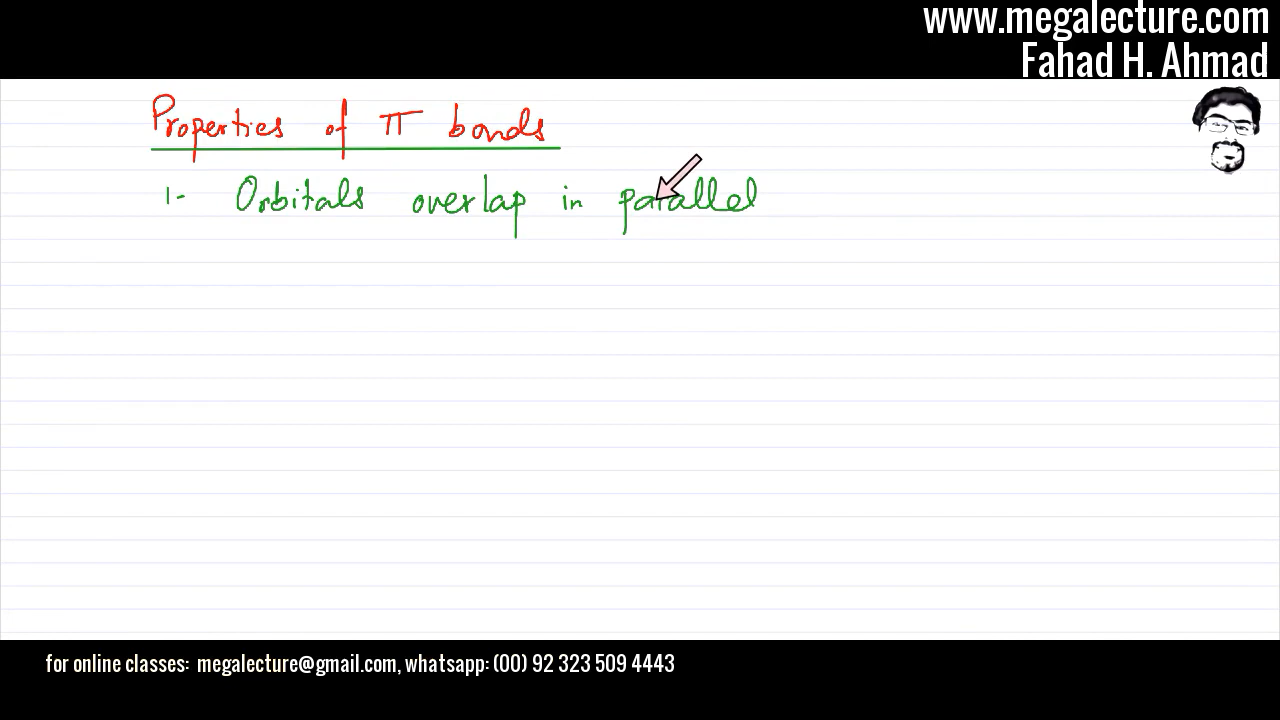 www.megalecture.com
Fahad H. Ahmad
Properties of π bonds
1- Orbitals overlap in parallel
for online classes: megalecture@gmail.com, whatsapp: (00) 92 323 509 4443